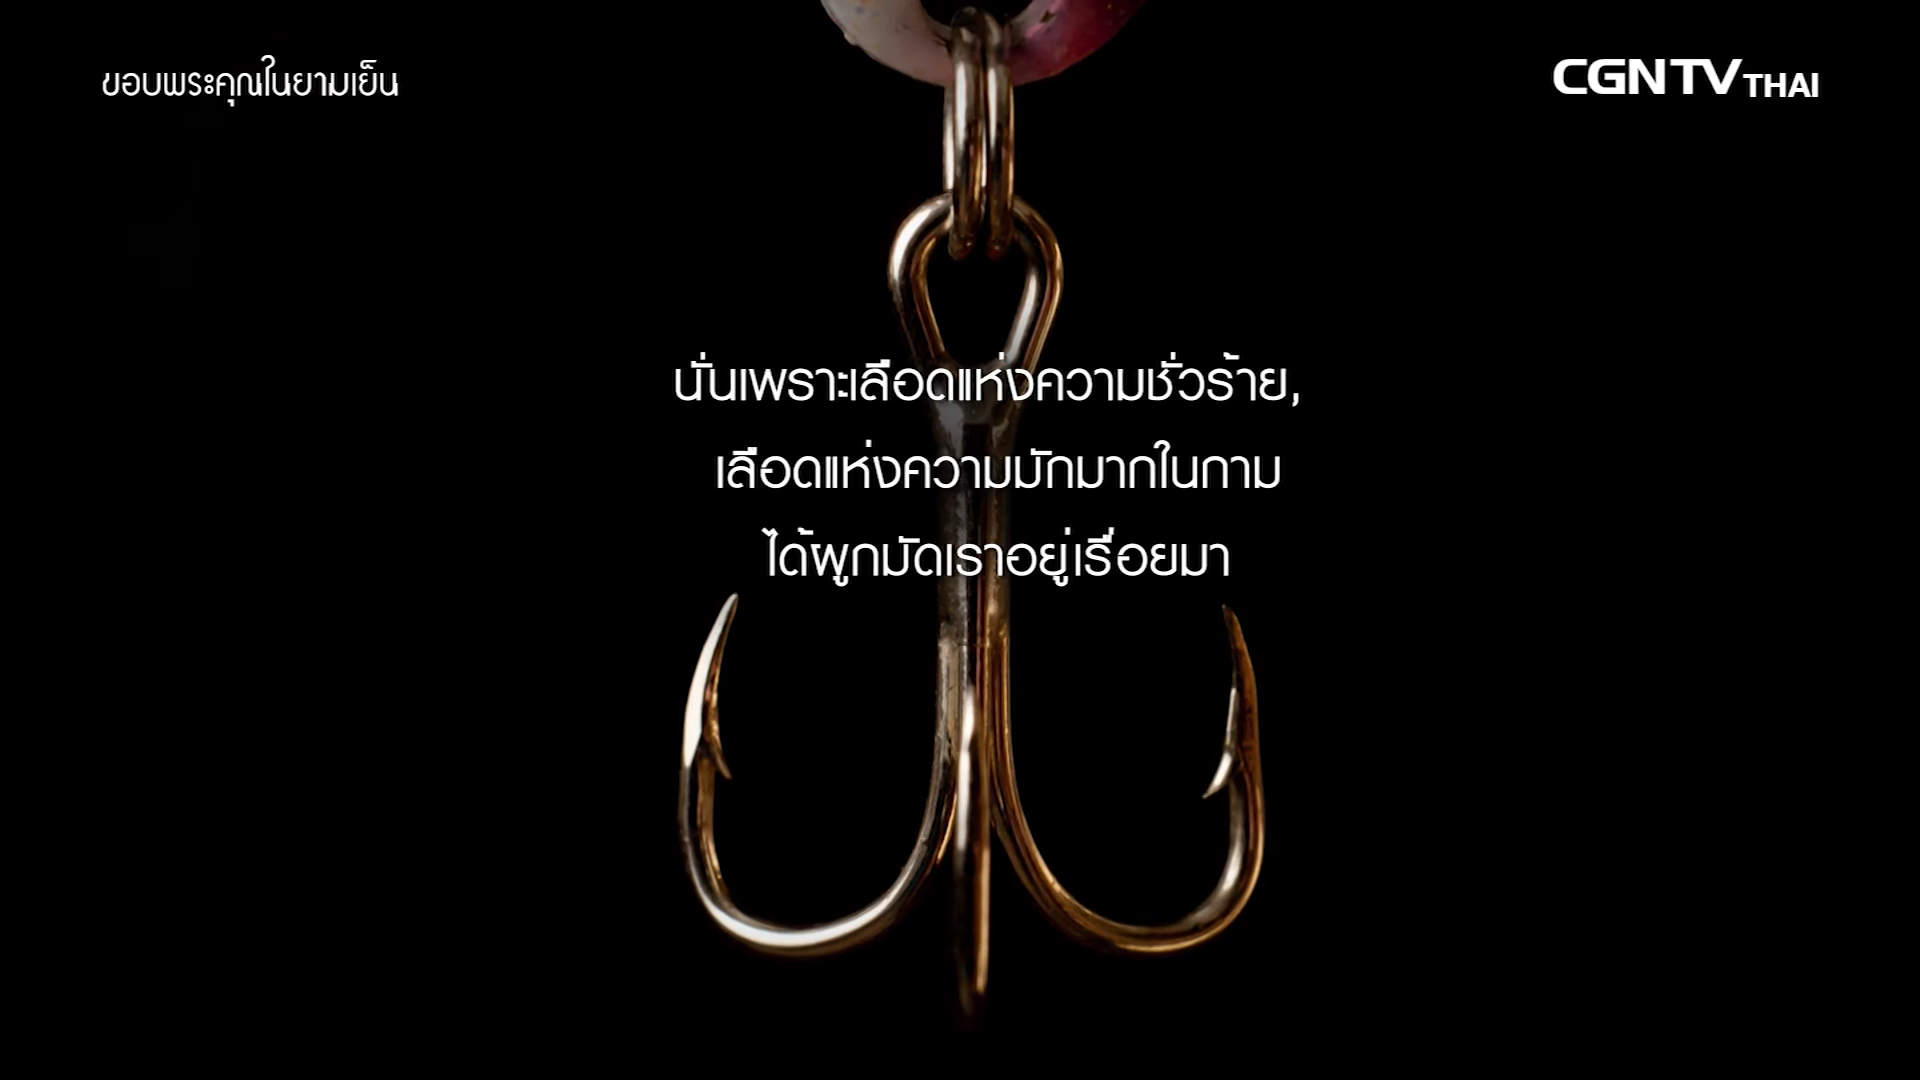 ขอบพระคุณในยามเย็น
CGNTV THAI
นั่นเพราะเลือดแห่งความชั่วร้าย,
เลือดแห่งความมักมากในกาม
ได้ผูกมัดเราอยู่เรื่อยมา